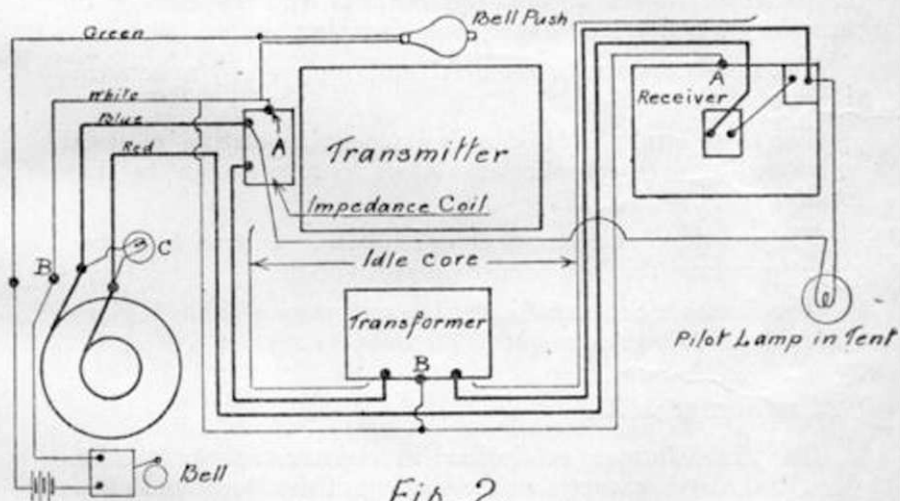 Bell Push
Green
White
Blue
Red
A
Transmitter
Impedance Coil
A
Receiver
B
C
Idle core
Transformer
B
Pilot Lamp in Tent
Bell
Fig 2